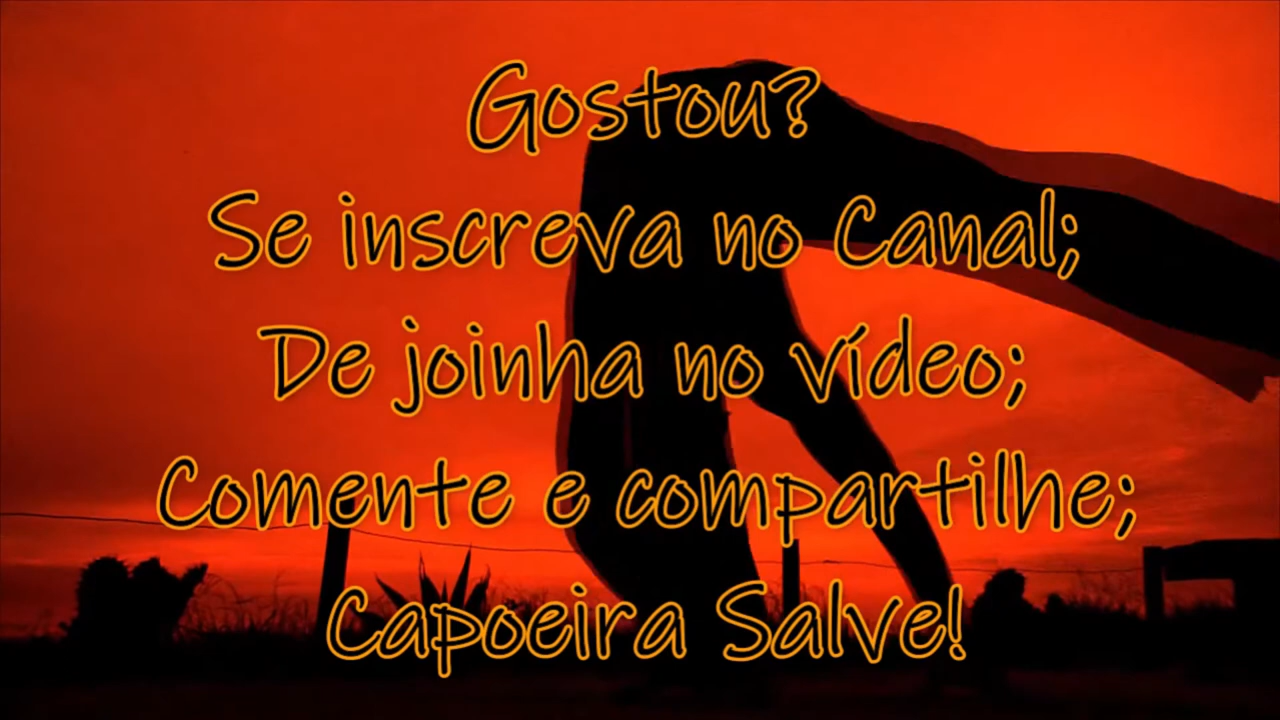 Gostou?
Se inscreva no Canal;
De joinha no vídeo;
Comente e compartilhe;
Capoeira Salve!